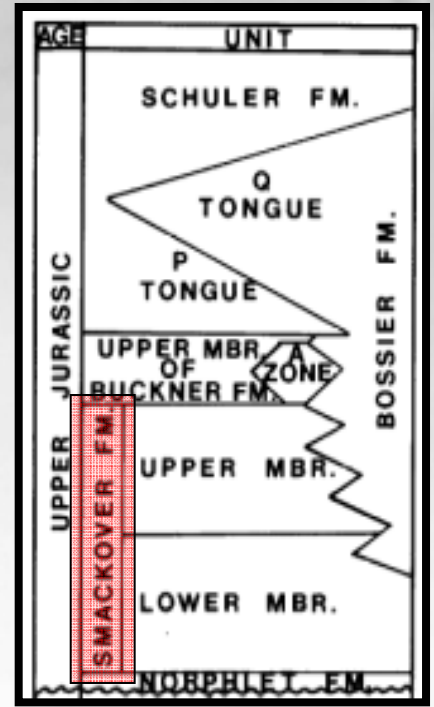 AGE
UNIT
SCHULER FM.
Q
TONGUE
P
TONGUE
UPPER MBR.
OF
BUCKNER FM.
A
ZONE
BOSSIER FM.
UPPER JURASSIC
SMACKOVER FM.
UPPER MBR.
LOWER MBR.
NORPHLET FM.